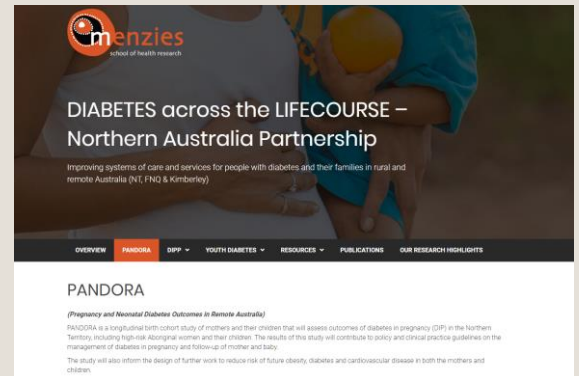 menzies
school of health research
DIABETES across the LIFECOURSE –
Northern Australia Partnership
Improving systems of care and services for people with diabetes and their families in rural and
remote Australia (NT, FNQ & Kimberley)
OVERVIEW PANDORA DIPP YOUTH DIABETES RESOURCES PUBLICATIONS OUR RESEARCH HIGHLIGHTS
PANDORA
(Pregnancy and Neonatal Diabetes Outcomes in Remote Australia)
PANDORA is a longitudinal birth cohort study of mothers and their children that will assess outcomes of diabetes in pregnancy (DIP) in the Northern
Territory, including high-risk Aboriginal women and their children. The results of this study will contribute to policy and clinical practice guidelines on the
management of diabetes in pregnancy and follow-up of mother and baby.
The study will also inform the design of further work to reduce risk of future obesity, diabetes and cardiovascular disease in both the mothers and
children.